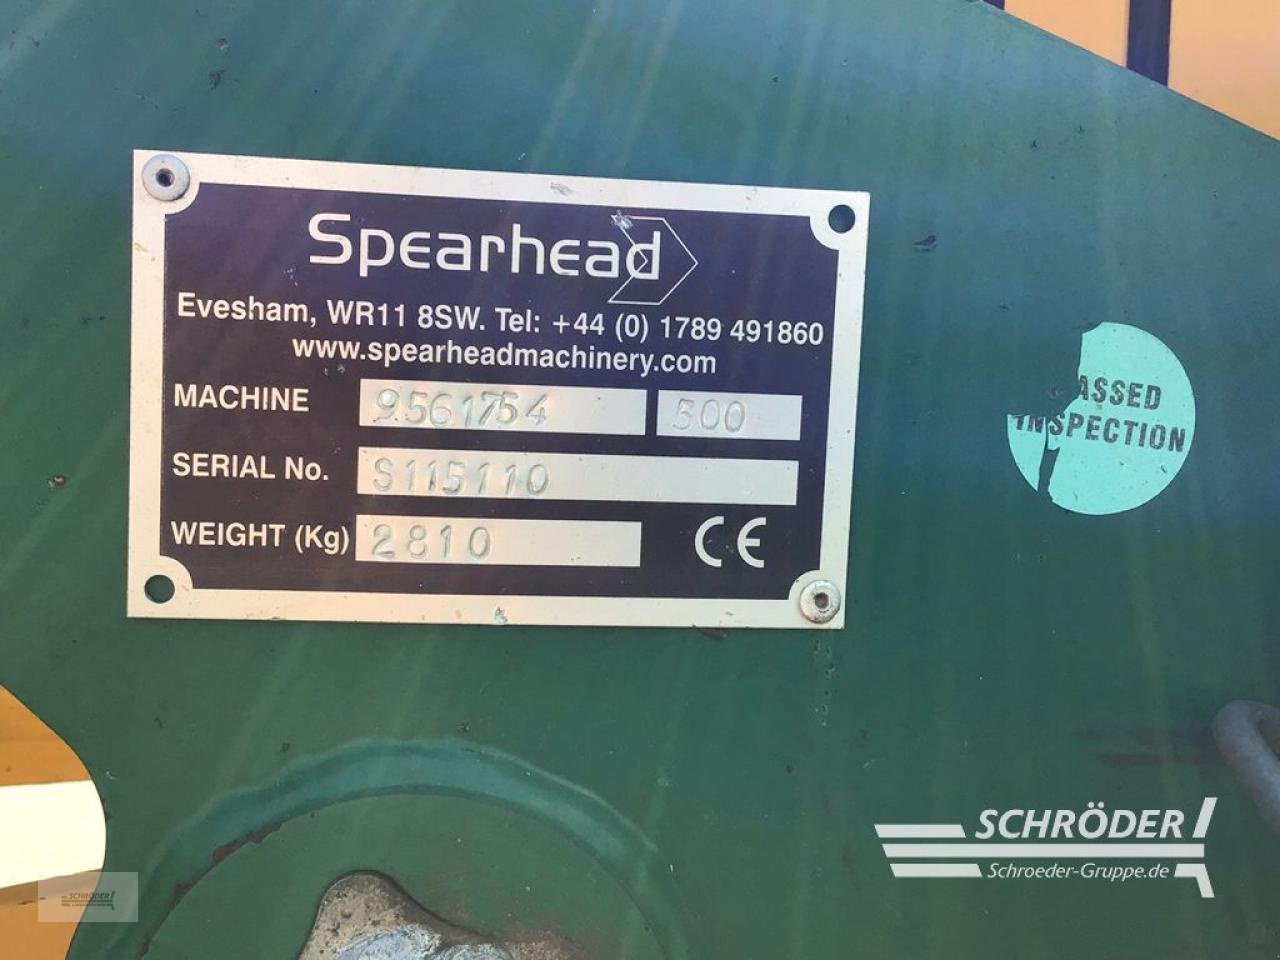 Spearhead
Evesham, WR11 8SW. Tel: +44 (0) 1789 491860
www.spearheadmachinery.com
MACHINE 9561754 500
SERIAL No. S115110
WEIGHT (Kg) 2810 CE
ASSED
INSPECTION
SCHRÖDER
Schroeder-Gruppe.de
SCHRÖDER